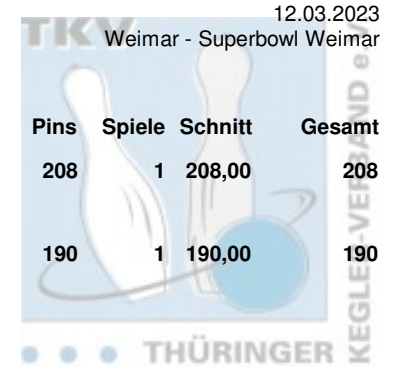 12.03.2023
TKV
Weimar - Superbowl Weimar
Pins Spiele Schnitt Gesamt
208 1 208,00 208
190 1 190,00 190
THÜRINGER
KEGLER-VERBAND e.V.